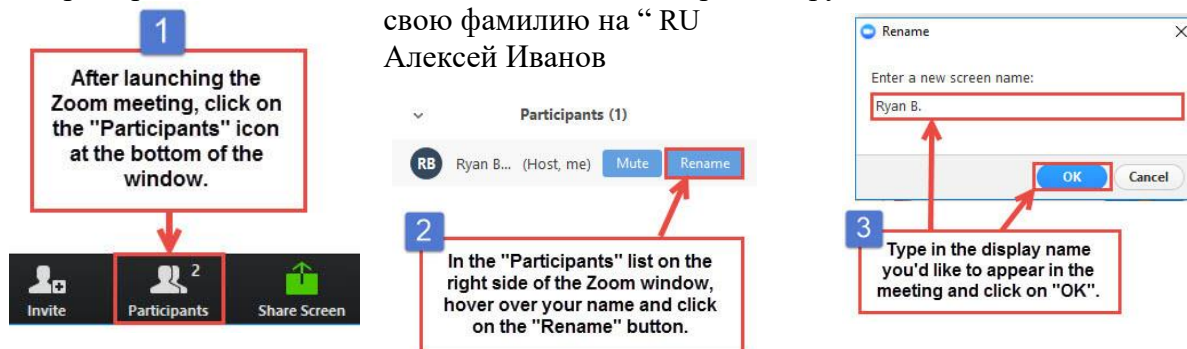 свою фамилию на “ RU
Алексей Иванов
1
After launching the
Zoom meeting, click on
the "Participants" icon
at the bottom of the
window.
2
Invite
Participants
Share Screen
Participants (1)
RB Ryan B... (Host, me) Mute Rename
2
In the "Participants" list on the
right side of the Zoom window,
hover over your name and click
on the "Rename" button.
Rename
Enter a new screen name:
Ryan B.
OK Cancel
3
Type in the display name
you'd like to appear in the
meeting and click on "OK".